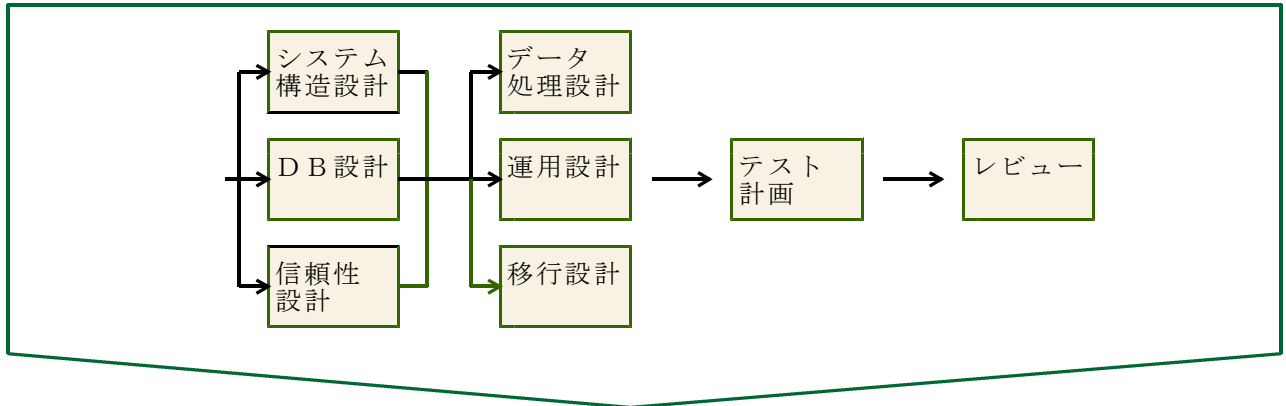 システム
構造設計
ＤＢ設計
信頼性
設計
データ
処理設計
運用設計
移行設計
テスト
計画
レビュー